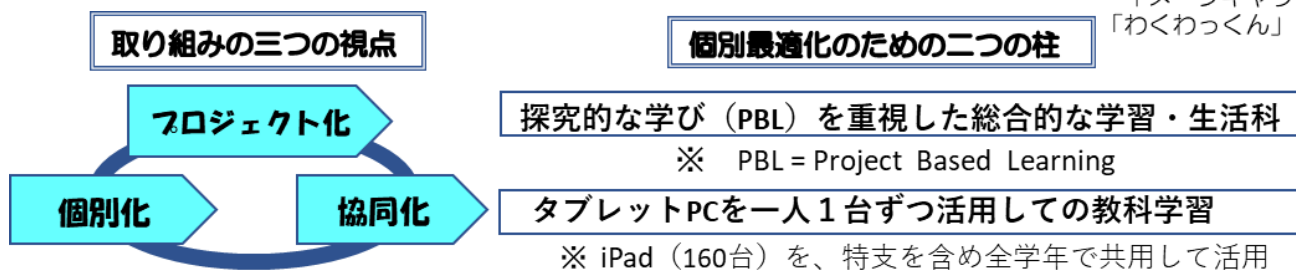 「わくわっくん」
取り組みの三つの視点
個別最適化のための二つの柱
プロジェクト化
個別化
協同化
探究的な学び（PBL）を重視した総合的な学習・生活科
※　PBL = Project Based Learning
タブレットPCを一人１台ずつ活用しての教科学習
※ iPad（160台）を、特支を含め全学年で共用して活用